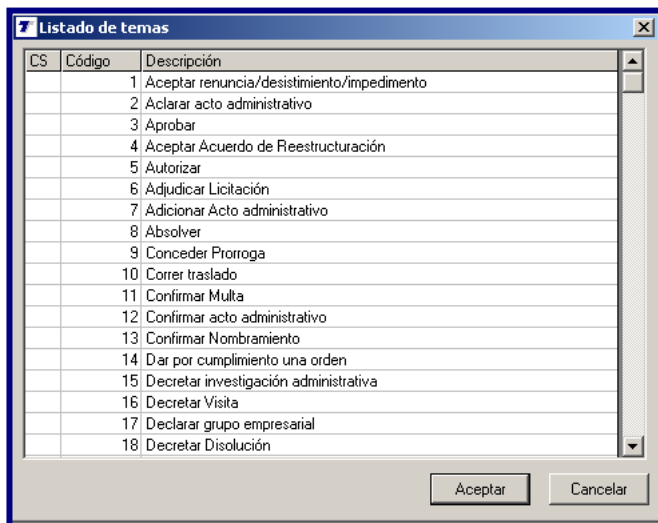 Listado de temas
CS Código Descripción
1 Aceptar renuncia/desistimiento/impedimento
2 Aclarar acto administrativo
3 Aprobar
4 Aceptar Acuerdo de Reestructuración
5 Autorizar
6 Adjudicar Licitación
7 Adicionar Acto administrativo
8 Absolver
9 Conceder Prorroga
10 Correr traslado
11 Confirmar Multa
12 Confirmar acto administrativo
13 Confirmar Nombramiento
14 Dar por cumplimiento una orden
15 Decretar investigación administrativa
16 Decretar Visita
17 Declarar grupo empresarial
18 Decretar Disolución
Aceptar Cancelar